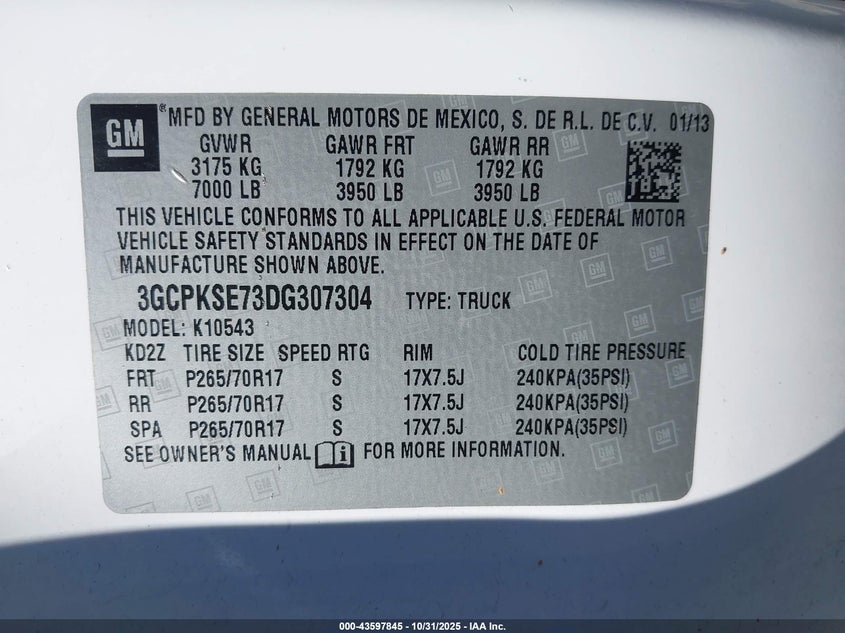 GM
® MFD BY GENERAL MOTORS DE MEXICO, S. DE R.L. DE C.V. 01/13
GVWR GAWR FRT GAWR RR
3175 KG 1792 KG 1792 KG
7000 LB 3950 LB 3950 LB
THIS VEHICLE CONFORMS TO ALL APPLICABLE U.S. FEDERAL MOTOR
VEHICLE SAFETY STANDARDS IN EFFECT ON THE DATE OF
MANUFACTURE SHOWN ABOVE.
3GCPKSE73DG307304 TYPE: TRUCK
MODEL: K10543
KD2Z TIRE SIZE SPEED RTG RIM COLD TIRE PRESSURE
FRT P265/70R17 S 17X7.5J 240KPA(35PSI)
RR P265/70R17 S 17X7.5J 240KPA(35PSI)
SPA P265/70R17 S 17X7.5J 240KPA(35PSI)
SEE OWNER'S MANUAL i FOR MORE INFORMATION.
000-43597845 - 10/31/2025 - IAA Inc.